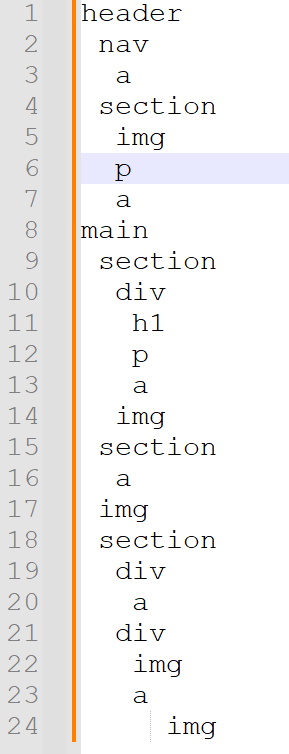 1 header
2  nav
3   a
4  section
5   img
6   p
7   a
8 main
9  section
10   div
11    h1
12    p
13    a
14   img
15  section
16   a
17  img
18  section
19   div
20    a
21   div
22    img
23    a
24      img